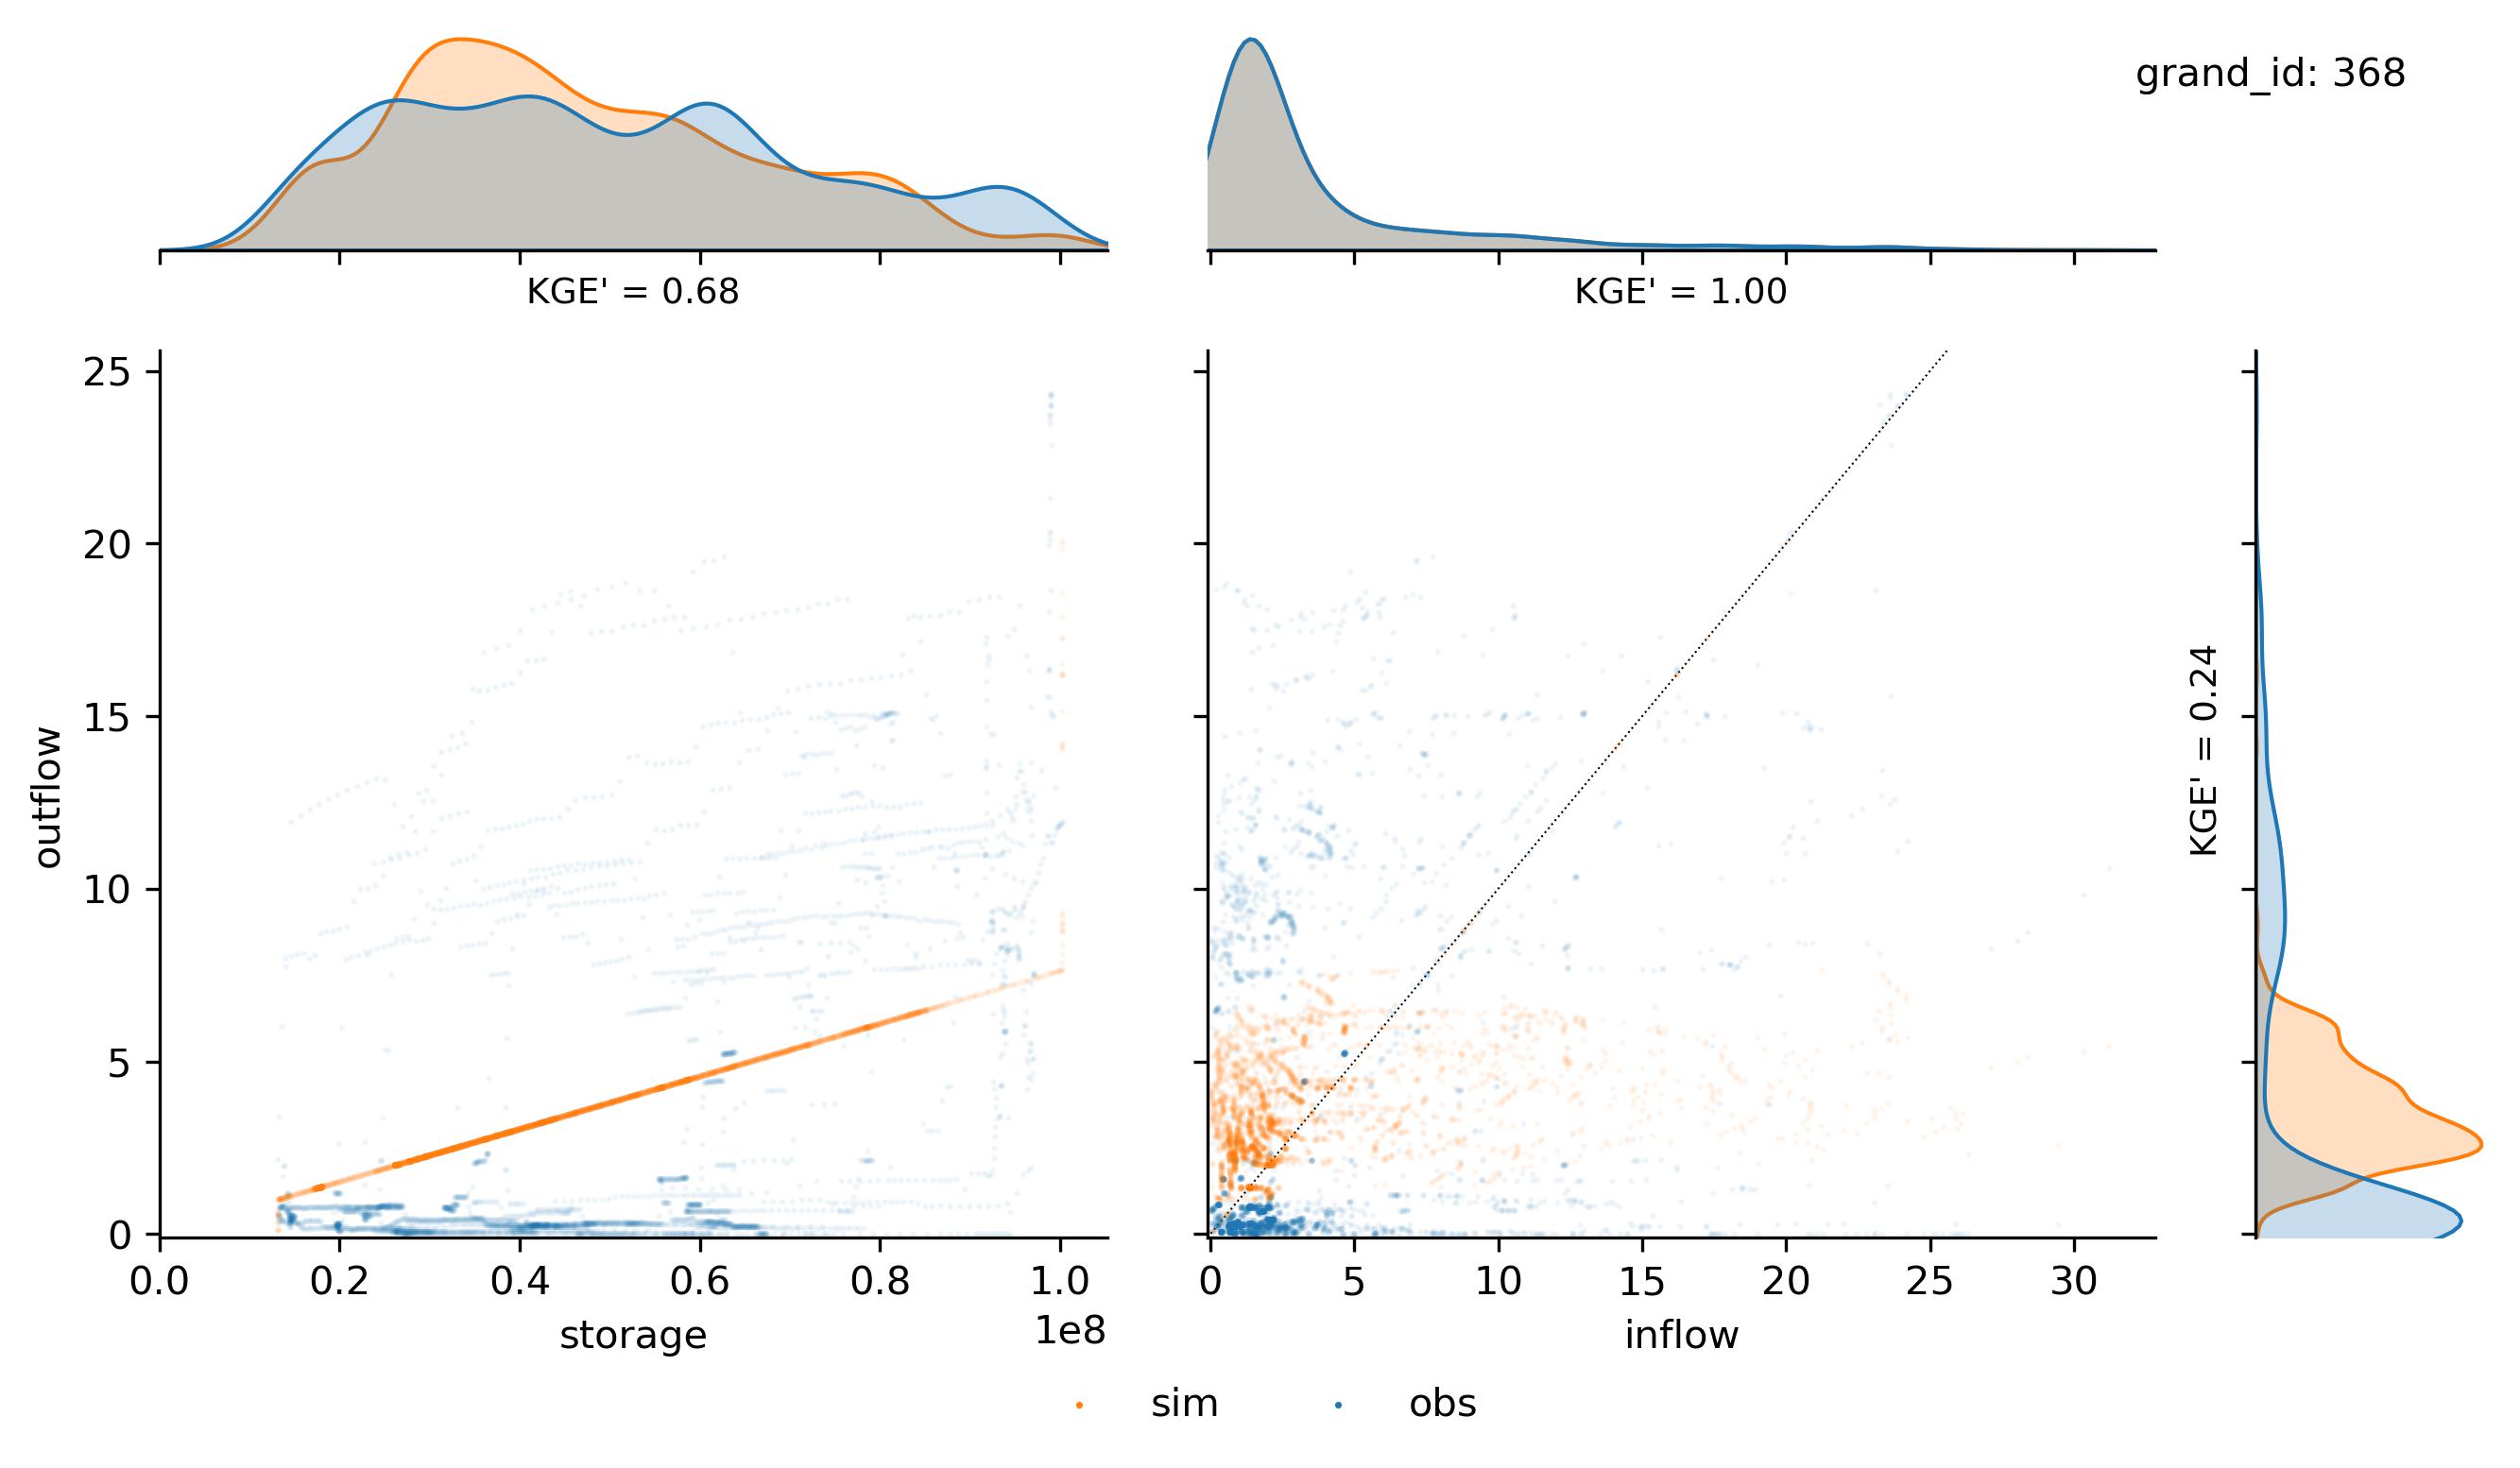 grand_id: 368
KGE' = 0.68
KGE' = 1.00
25
20
15
10
5
0
outflow
KGE' = 0.24
0.0 0.2 0.4 0.6 0.8 1.0
1e8
storage
0 5 10 15 20 25 30
inflow
sim obs